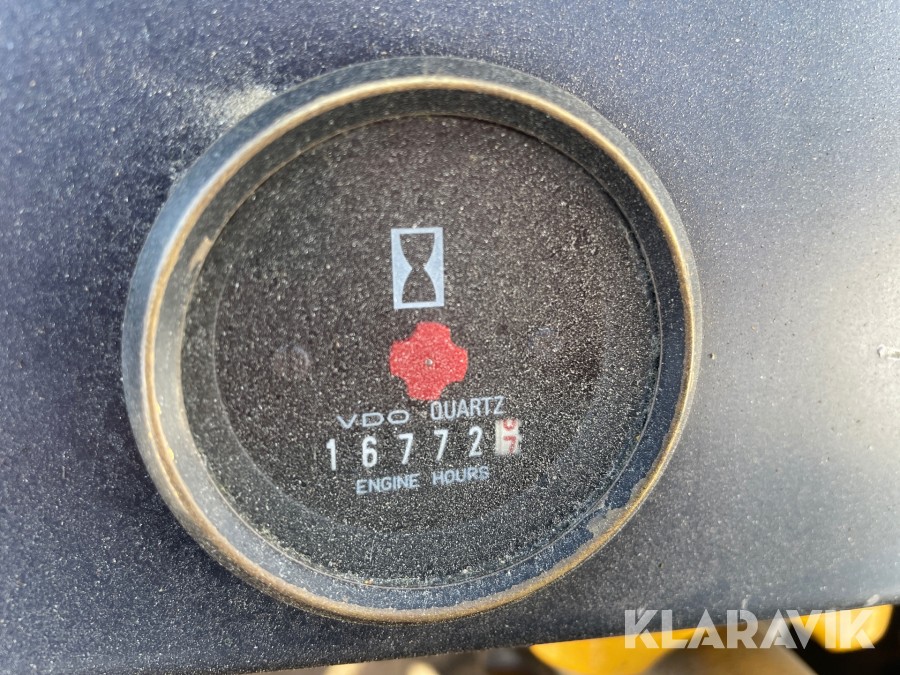 VDO QUARTZ
16772
ENGINE HOURS
KLARAVIK